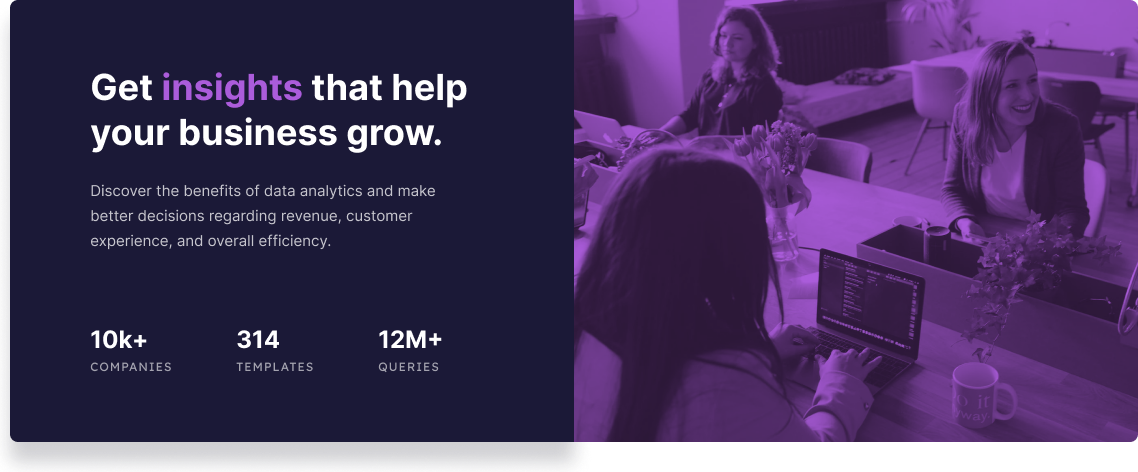 Get insights that help
your business grow.
Discover the benefits of data analytics and make
better decisions regarding revenue, customer
experience, and overall efficiency.
10k+ 314 12M+
COMPANIES TEMPLATES QUERIES